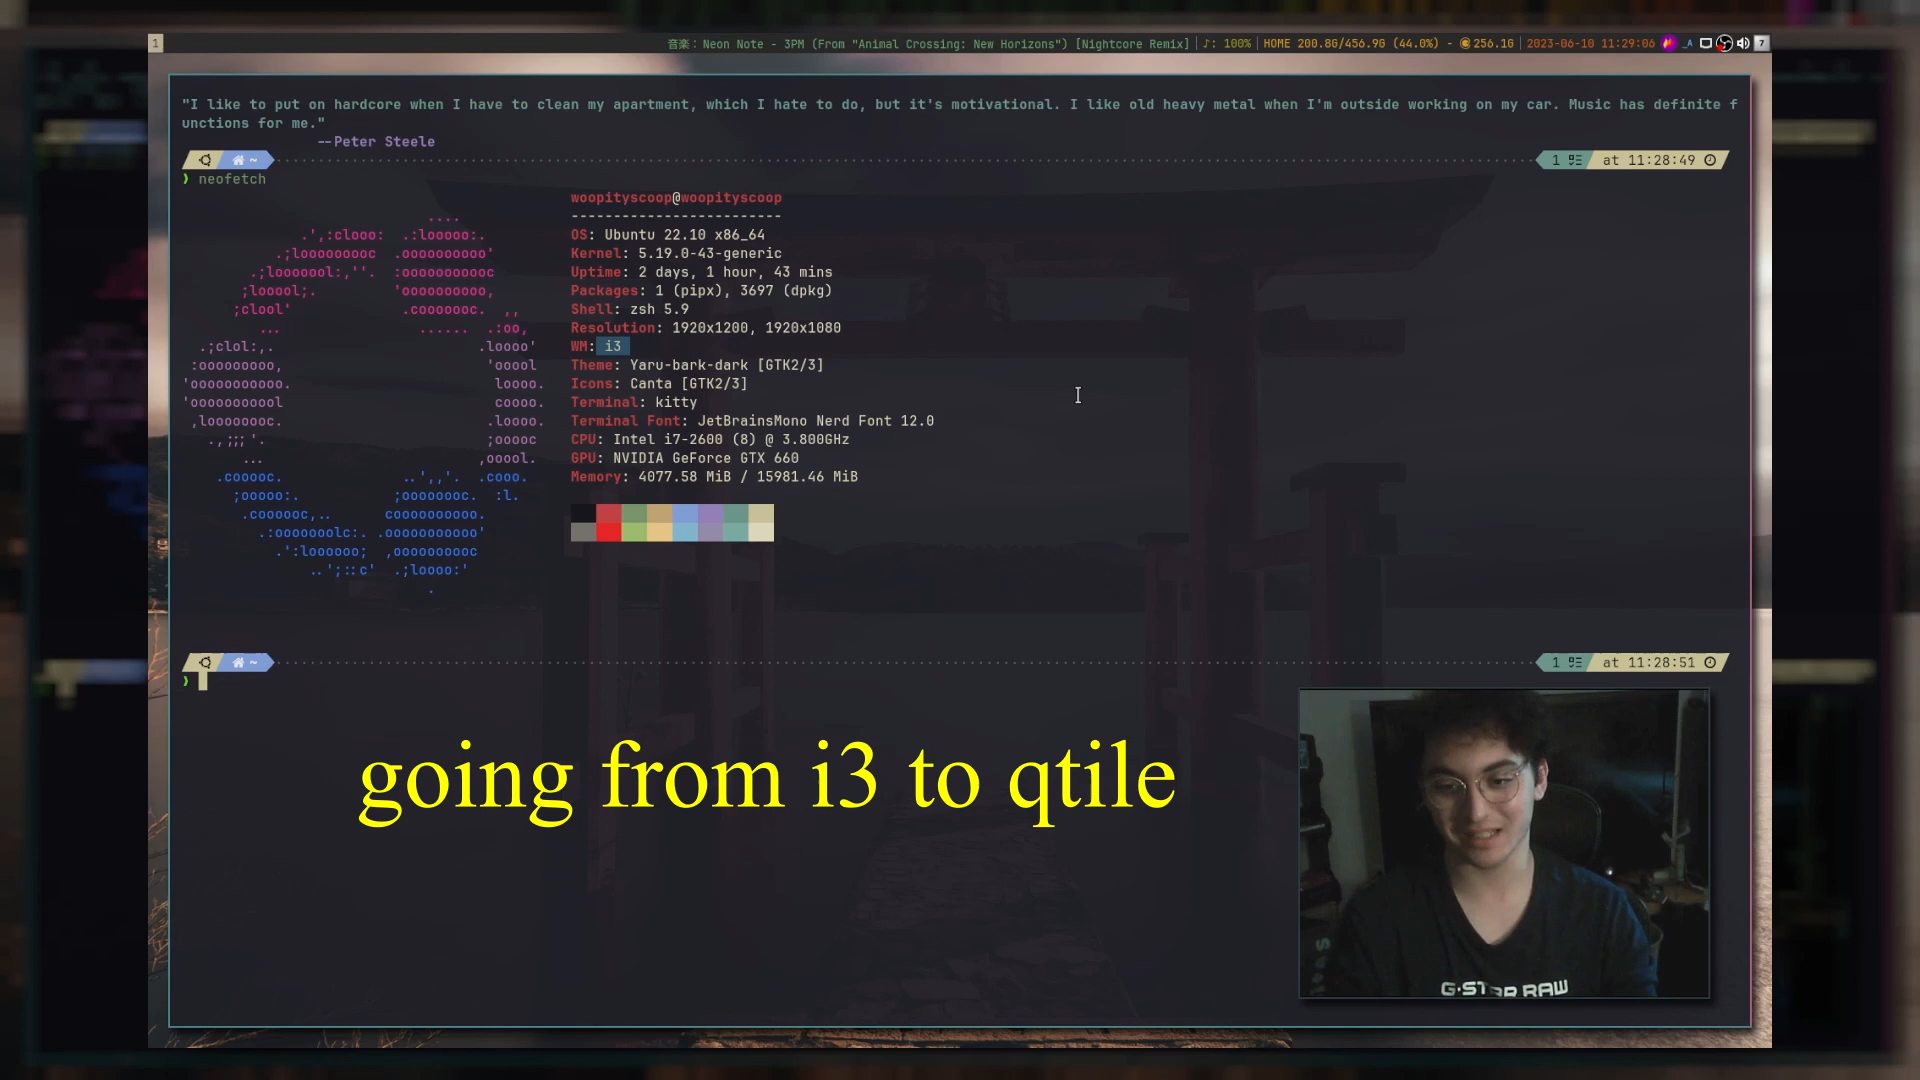 1
音楽: Neon Note - 3PM (From "Animal Crossing: New Horizons") [Nightcore Remix] | ♪: 100% | HOME 200.8G/456.9G (44.0%) - 256.1G | 2023-06-10 11:29:06 _A 7
"I like to put on hardcore when I have to clean my apartment, which I hate to do, but it's motivational. I like old heavy metal when I'm outside working on my car. Music has definite f
unctions for me."
--Peter Steele
~ 1 at 11:28:49
❯ neofetch
woopityscoop@woopityscoop
-------------------------
OS: Ubuntu 22.10 x86_64
Kernel: 5.19.0-43-generic
Uptime: 2 days, 1 hour, 43 mins
Packages: 1 (pipx), 3697 (dpkg)
Shell: zsh 5.9
Resolution: 1920x1200, 1920x1080
WM: i3
Theme: Yaru-bark-dark [GTK2/3]
Icons: Canta [GTK2/3]
Terminal: kitty
Terminal Font: JetBrainsMono Nerd Font 12.0
CPU: Intel i7-2600 (8) @ 3.800GHz
GPU: NVIDIA GeForce GTX 660
Memory: 4077.58 MiB / 15981.46 MiB
~ 1 at 11:28:51
❯
going from i3 to qtile
G-STAR RAW